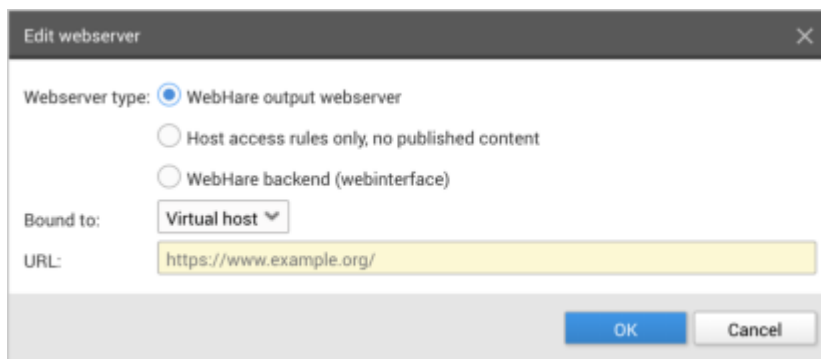 Edit webserver
Webserver type: WebHare output webserver
Host access rules only, no published content
WebHare backend (webinterface)
Bound to: Virtual host
URL: https://www.example.org/
OK Cancel